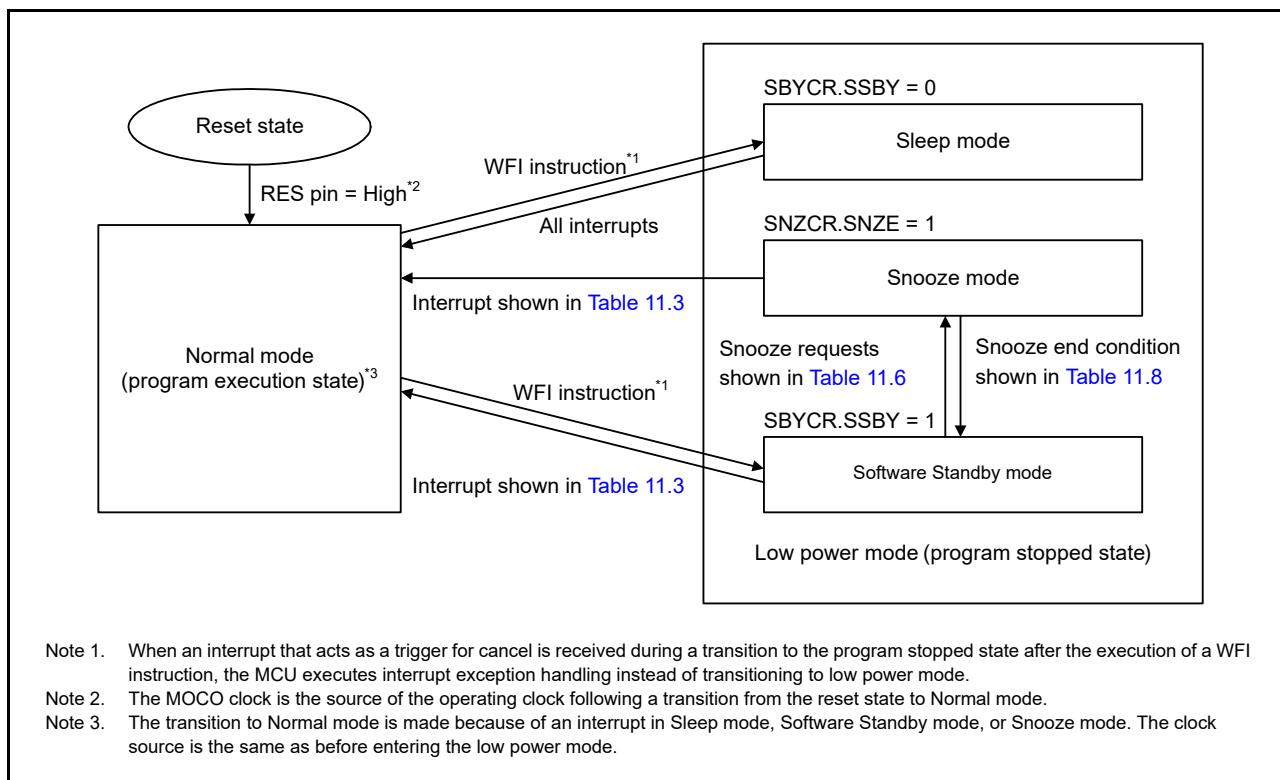 SBYCR.SSBY = 0
Reset state
Sleep mode
WFI instruction*1
RES pin = High*2
All interrupts
SNZCR.SNZE = 1
Snooze mode
Interrupt shown in Table 11.3
Normal mode
(program execution state)*3
Snooze requests
shown in Table 11.6
Snooze end condition
shown in Table 11.8
WFI instruction*1
SBYCR.SSBY = 1
Software Standby mode
Interrupt shown in Table 11.3
Low power mode (program stopped state)
Note 1. When an interrupt that acts as a trigger for cancel is received during a transition to the program stopped state after the execution of a WFI
instruction, the MCU executes interrupt exception handling instead of transitioning to low power mode.
Note 2. The MOCO clock is the source of the operating clock following a transition from the reset state to Normal mode.
Note 3. The transition to Normal mode is made because of an interrupt in Sleep mode, Software Standby mode, or Snooze mode. The clock
source is the same as before entering the low power mode.